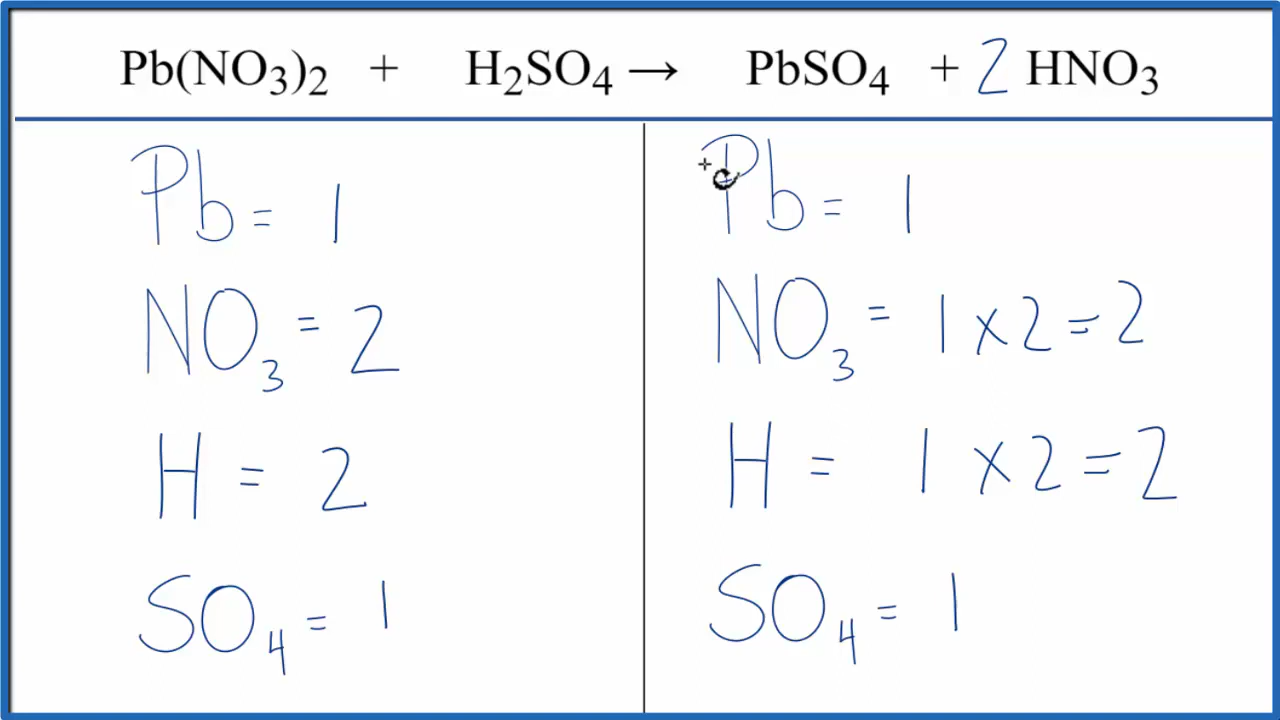 Pb(NO3)2 + H2SO4 → PbSO4 + 2 HNO3
Pb = 1
NO3 = 2
H = 2
SO4 = 1
Pb = 1
NO3 = 1 x 2 = 2
H = 1 x 2 = 2
SO4 = 1